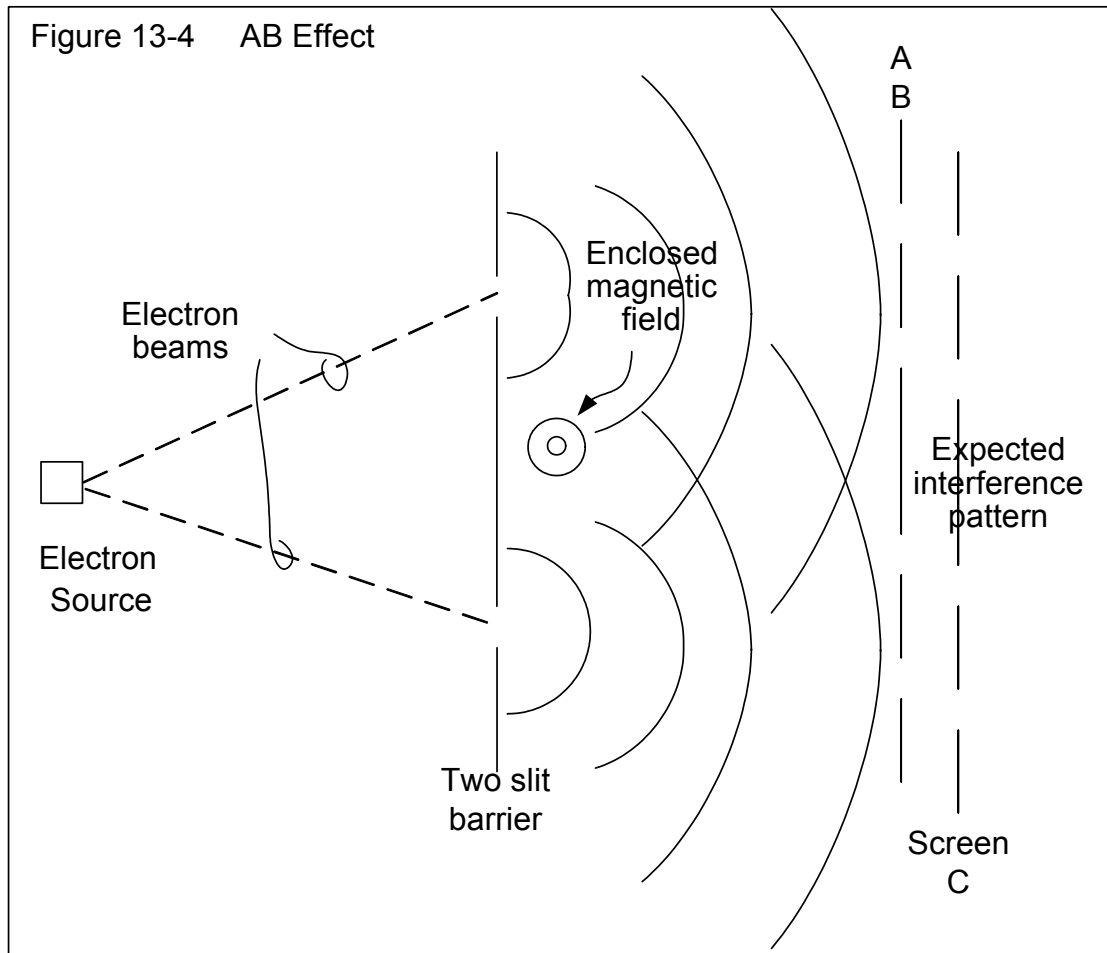 Figure 13-4 AB Effect
A
B
Enclosed
magnetic
field
Electron
beams
Expected
interference
pattern
Electron
Source
Two slit
barrier
Screen
C